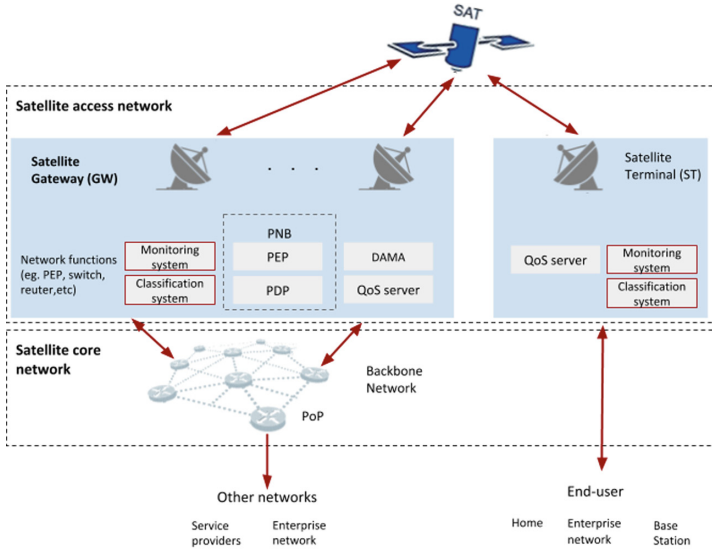 SAT
Satellite access network
Satellite
Gateway (GW)
. . .
Satellite
Terminal (ST)
Network functions
(eg. PEP, switch,
reuter,etc)
Monitoring
system
Classification
system
PNB
PEP
PDP
DAMA
QoS server
QoS server
Monitoring
system
Classification
system
Satellite core
network
Backbone
Network
PoP
Other networks
Service
providers
Enterprise
network
End-user
Home
Enterprise
network
Base
Station